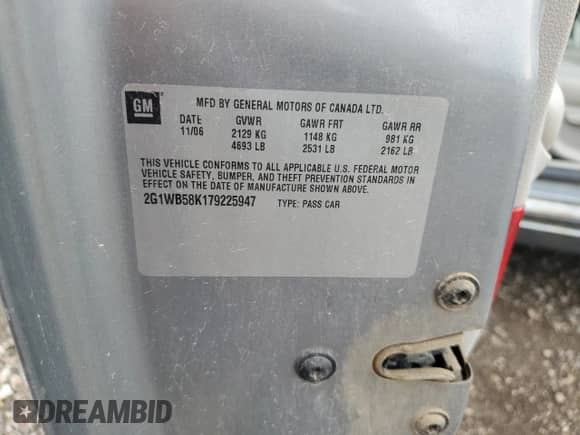 GM
MFD BY GENERAL MOTORS OF CANADA LTD.
DATE GVWR GAWR FRT GAWR RR
11/06 2129 KG 1148 KG 981 KG
4693 LB 2531 LB 2162 LB
THIS VEHICLE CONFORMS TO ALL APPLICABLE U.S. FEDERAL MOTOR
VEHICLE SAFETY, BUMPER, AND THEFT PREVENTION STANDARDS IN
EFFECT ON THE DATE OF MANUFACTURE SHOWN ABOVE.
2G1WB58K179225947 TYPE: PASS CAR
DREAMBID